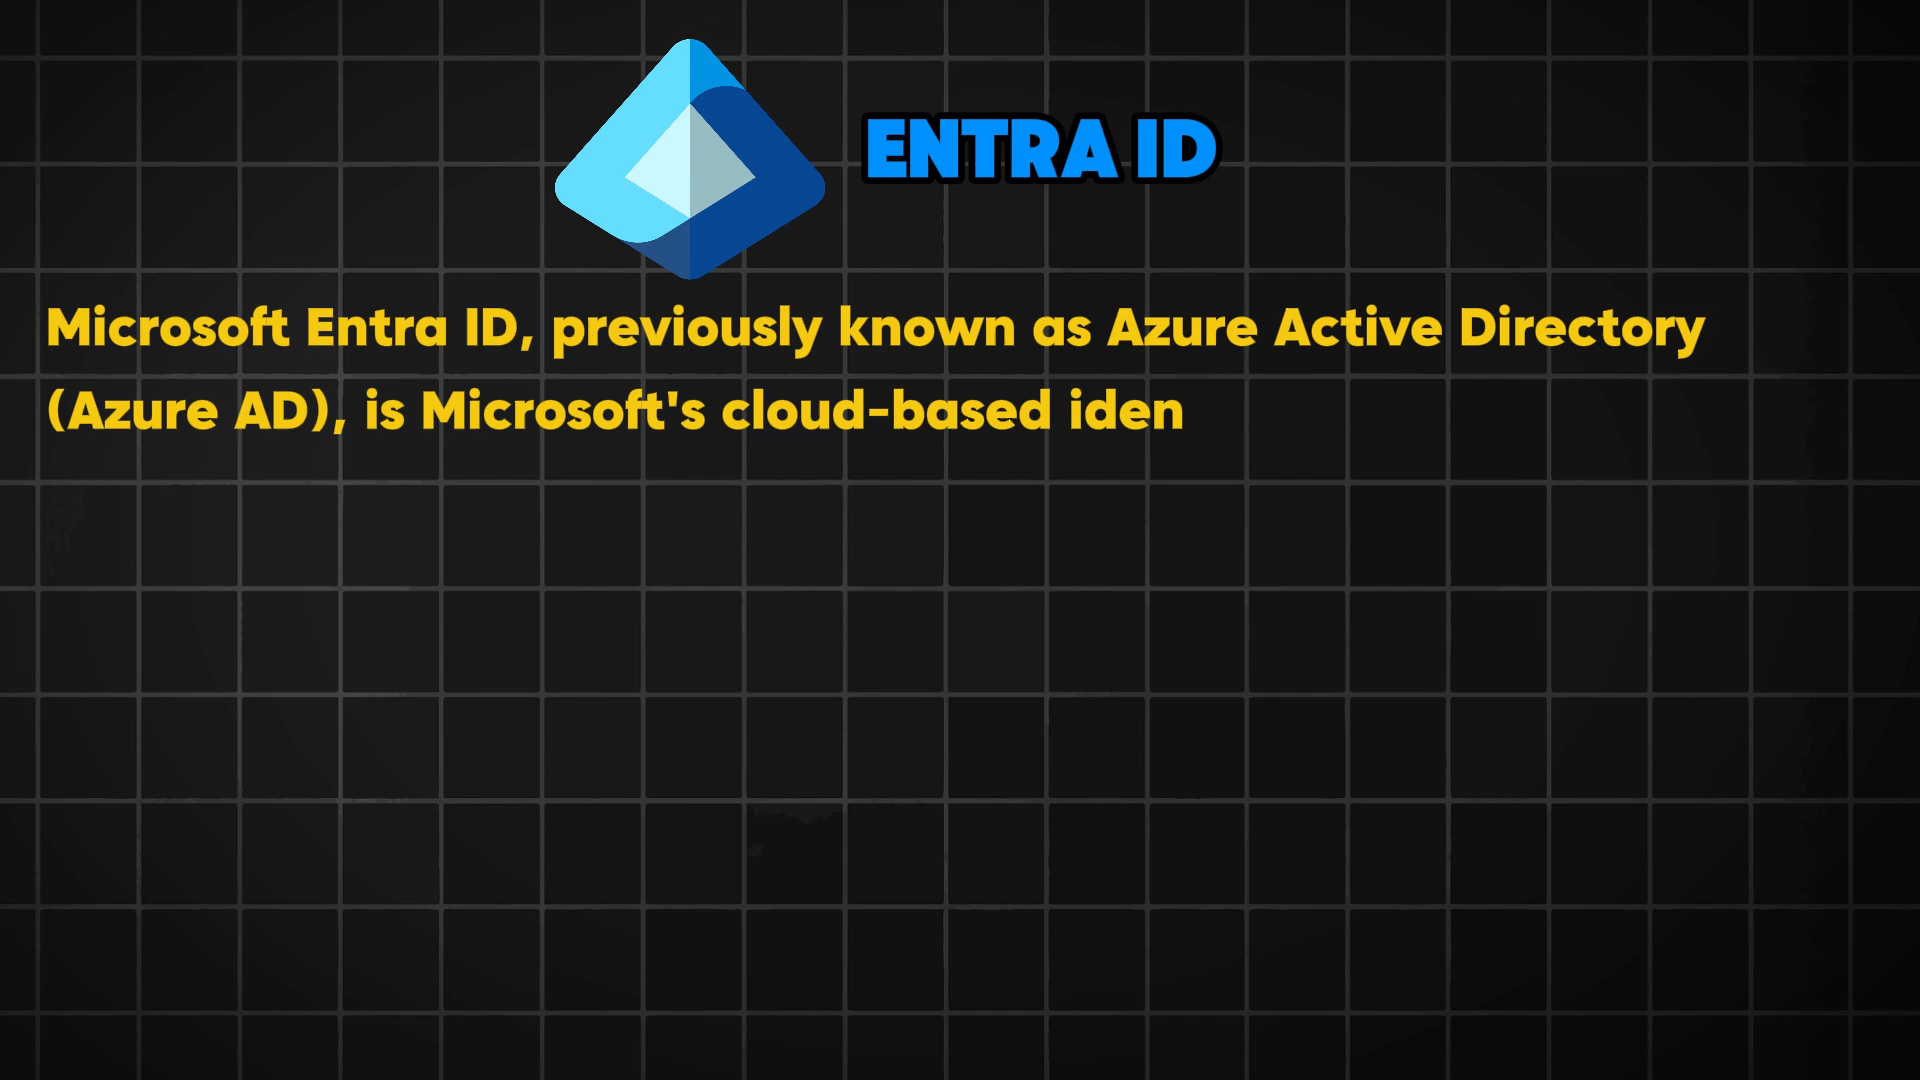 ENTRA ID
Microsoft Entra ID, previously known as Azure Active Directory
(Azure AD), is Microsoft's cloud-based iden